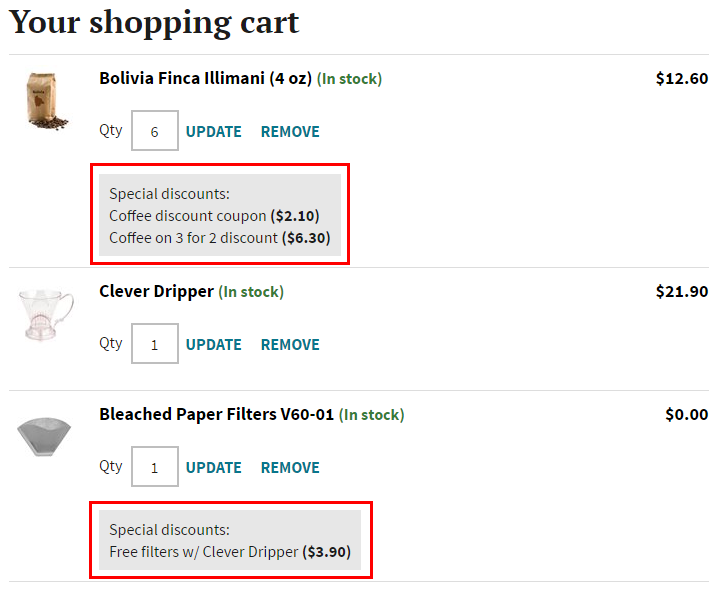 Your shopping cart
Bolivia Finca Illimani (4 oz) (In stock) $12.60
Qty 6 UPDATE REMOVE
Special discounts:
Coffee discount coupon ($2.10)
Coffee on 3 for 2 discount ($6.30)
Clever Dripper (In stock) $21.90
Qty 1 UPDATE REMOVE
Bleached Paper Filters V60-01 (In stock) $0.00
Qty 1 UPDATE REMOVE
Special discounts:
Free filters w/ Clever Dripper ($3.90)